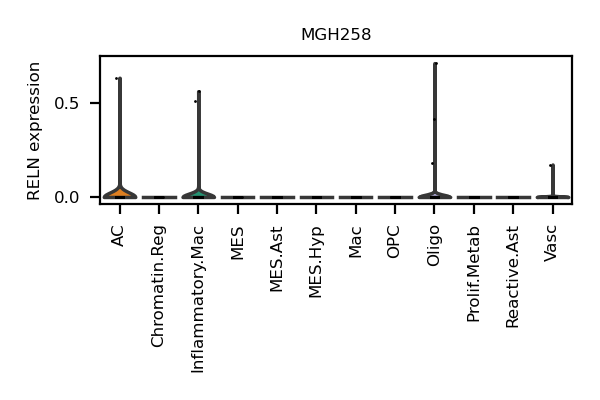 MGH258
RELN expression
0.5
0.0
AC
Chromatin.Reg
Inflammatory.Mac
MES
MES.Ast
MES.Hyp
Mac
OPC
Oligo
Prolif.Metab
Reactive.Ast
Vasc